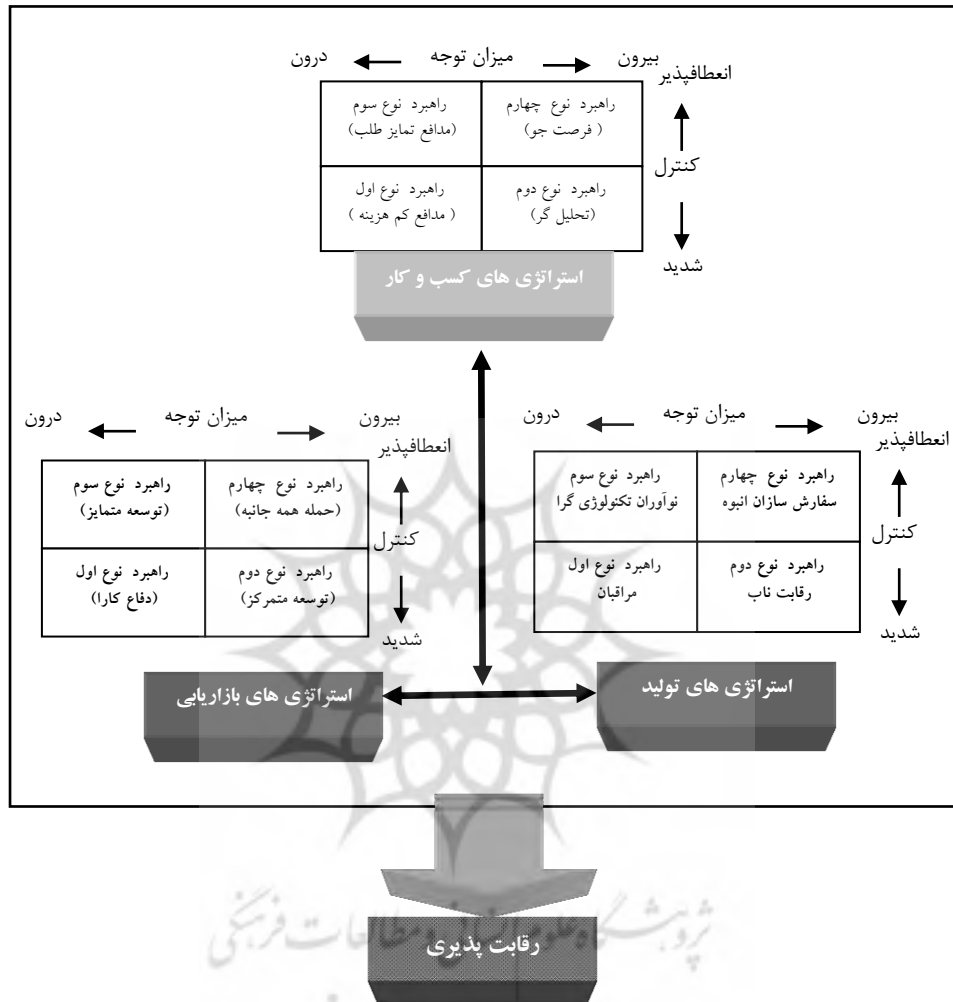 درون میزان توجه بیرون
انعطافپذیر
راهبرد نوع چهارم
( فرصت جو)
راهبرد نوع سوم
(مدافع تمایز طلب)
کنترل
راهبرد نوع دوم
(تحلیل گر)
راهبرد نوع اول
( مدافع کم هزینه )
شدید
استراتژی های کسب و کار
درون میزان توجه بیرون
انعطافپذیر
راهبرد نوع چهارم
سفارش سازان انبوه
راهبرد نوع سوم
نوآوران تکنولوژی گرا
کنترل
راهبرد نوع دوم
رقابت ناب
راهبرد نوع اول
مراقبان
شدید
استراتژی های تولید
درون میزان توجه بیرون
انعطافپذیر
راهبرد نوع چهارم
(حمله همه جانبه)
راهبرد نوع سوم
(توسعه متمایز)
کنترل
راهبرد نوع دوم
(توسعه متمرکز)
راهبرد نوع اول
(دفاع کارا)
شدید
استراتژی های بازاریابی
پژوهشگاه علوم انسانی و مطالعات فرهنگی
رقابت پذیری